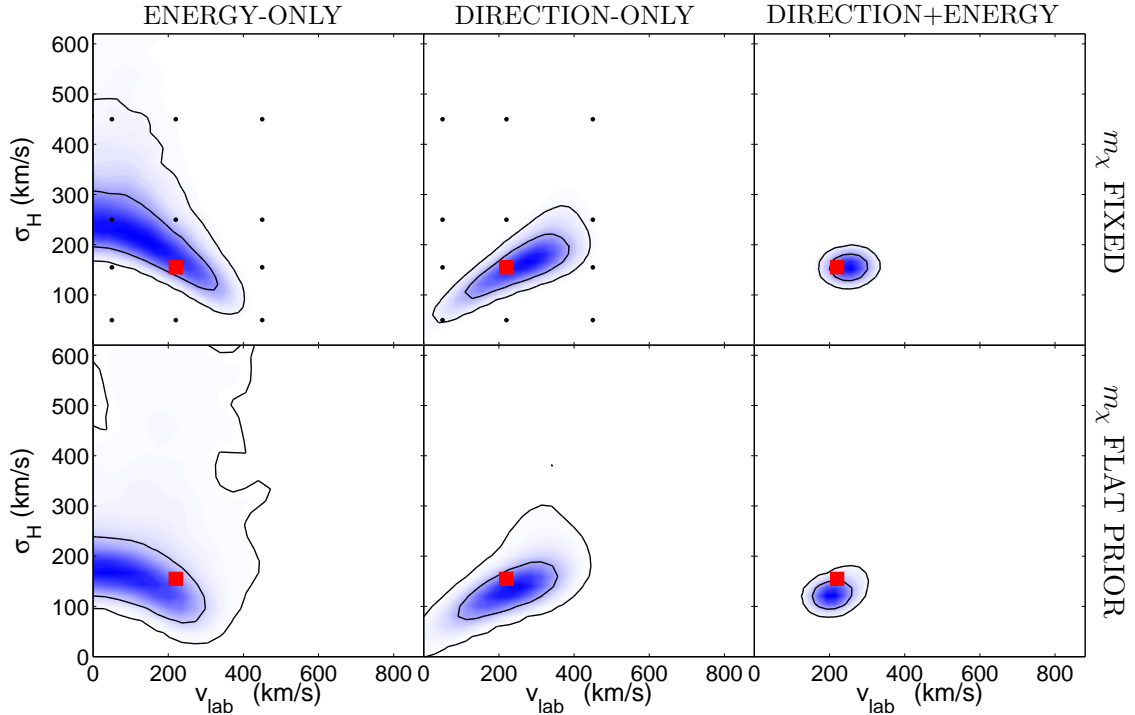 ENERGY-ONLY DIRECTION-ONLY DIRECTION+ENERGY
600
500
400
300
200
100
σH (km/s)
mχ FIXED
600
500
400
300
200
100
0
σH (km/s)
mχ FLAT PRIOR
0 200 400 600 800 0 200 400 600 800 200 400 600 800
vlab (km/s) vlab (km/s) vlab (km/s)